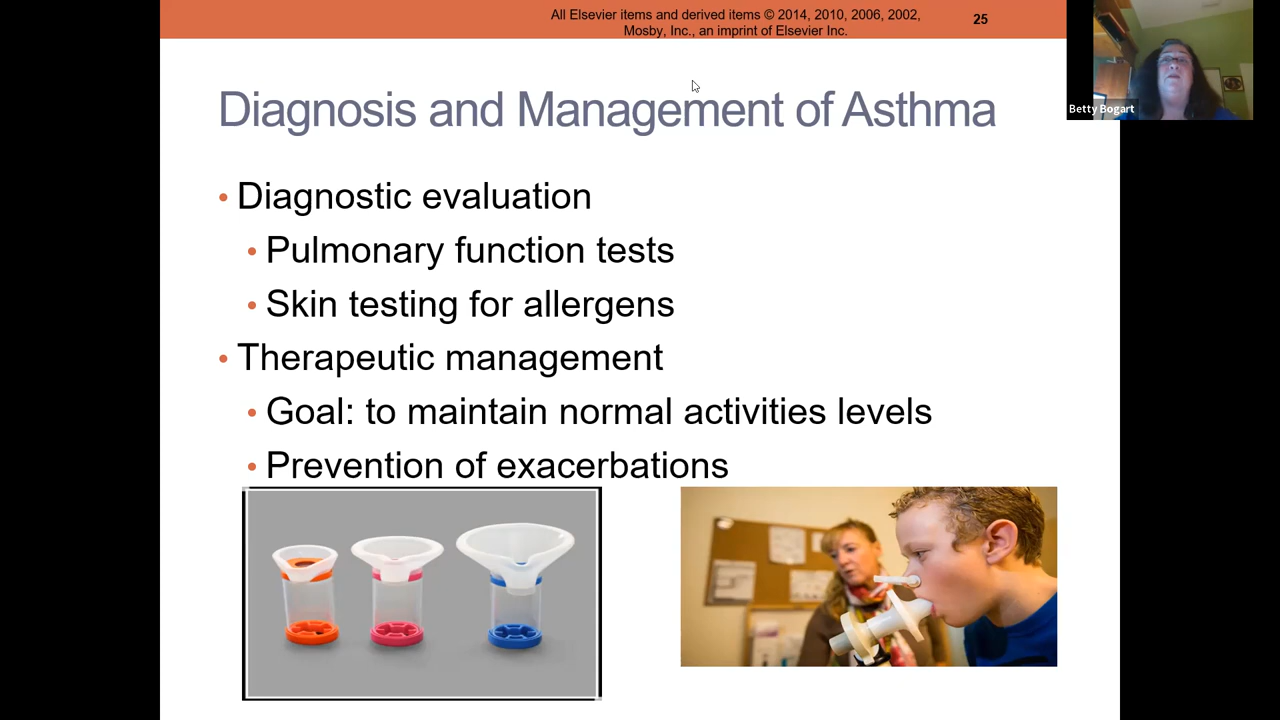 All Elsevier items and derived items © 2014, 2010, 2006, 2002,
Mosby, Inc., an imprint of Elsevier Inc.
25
Betty Bogart
Diagnosis and Management of Asthma
• Diagnostic evaluation
• Pulmonary function tests
• Skin testing for allergens
• Therapeutic management
• Goal: to maintain normal activities levels
• Prevention of exacerbations